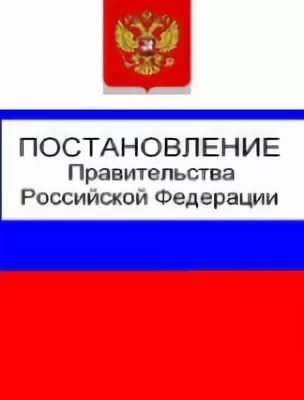 ПОСТАНОВЛЕНИЕ
Правительства
Российской Федерации